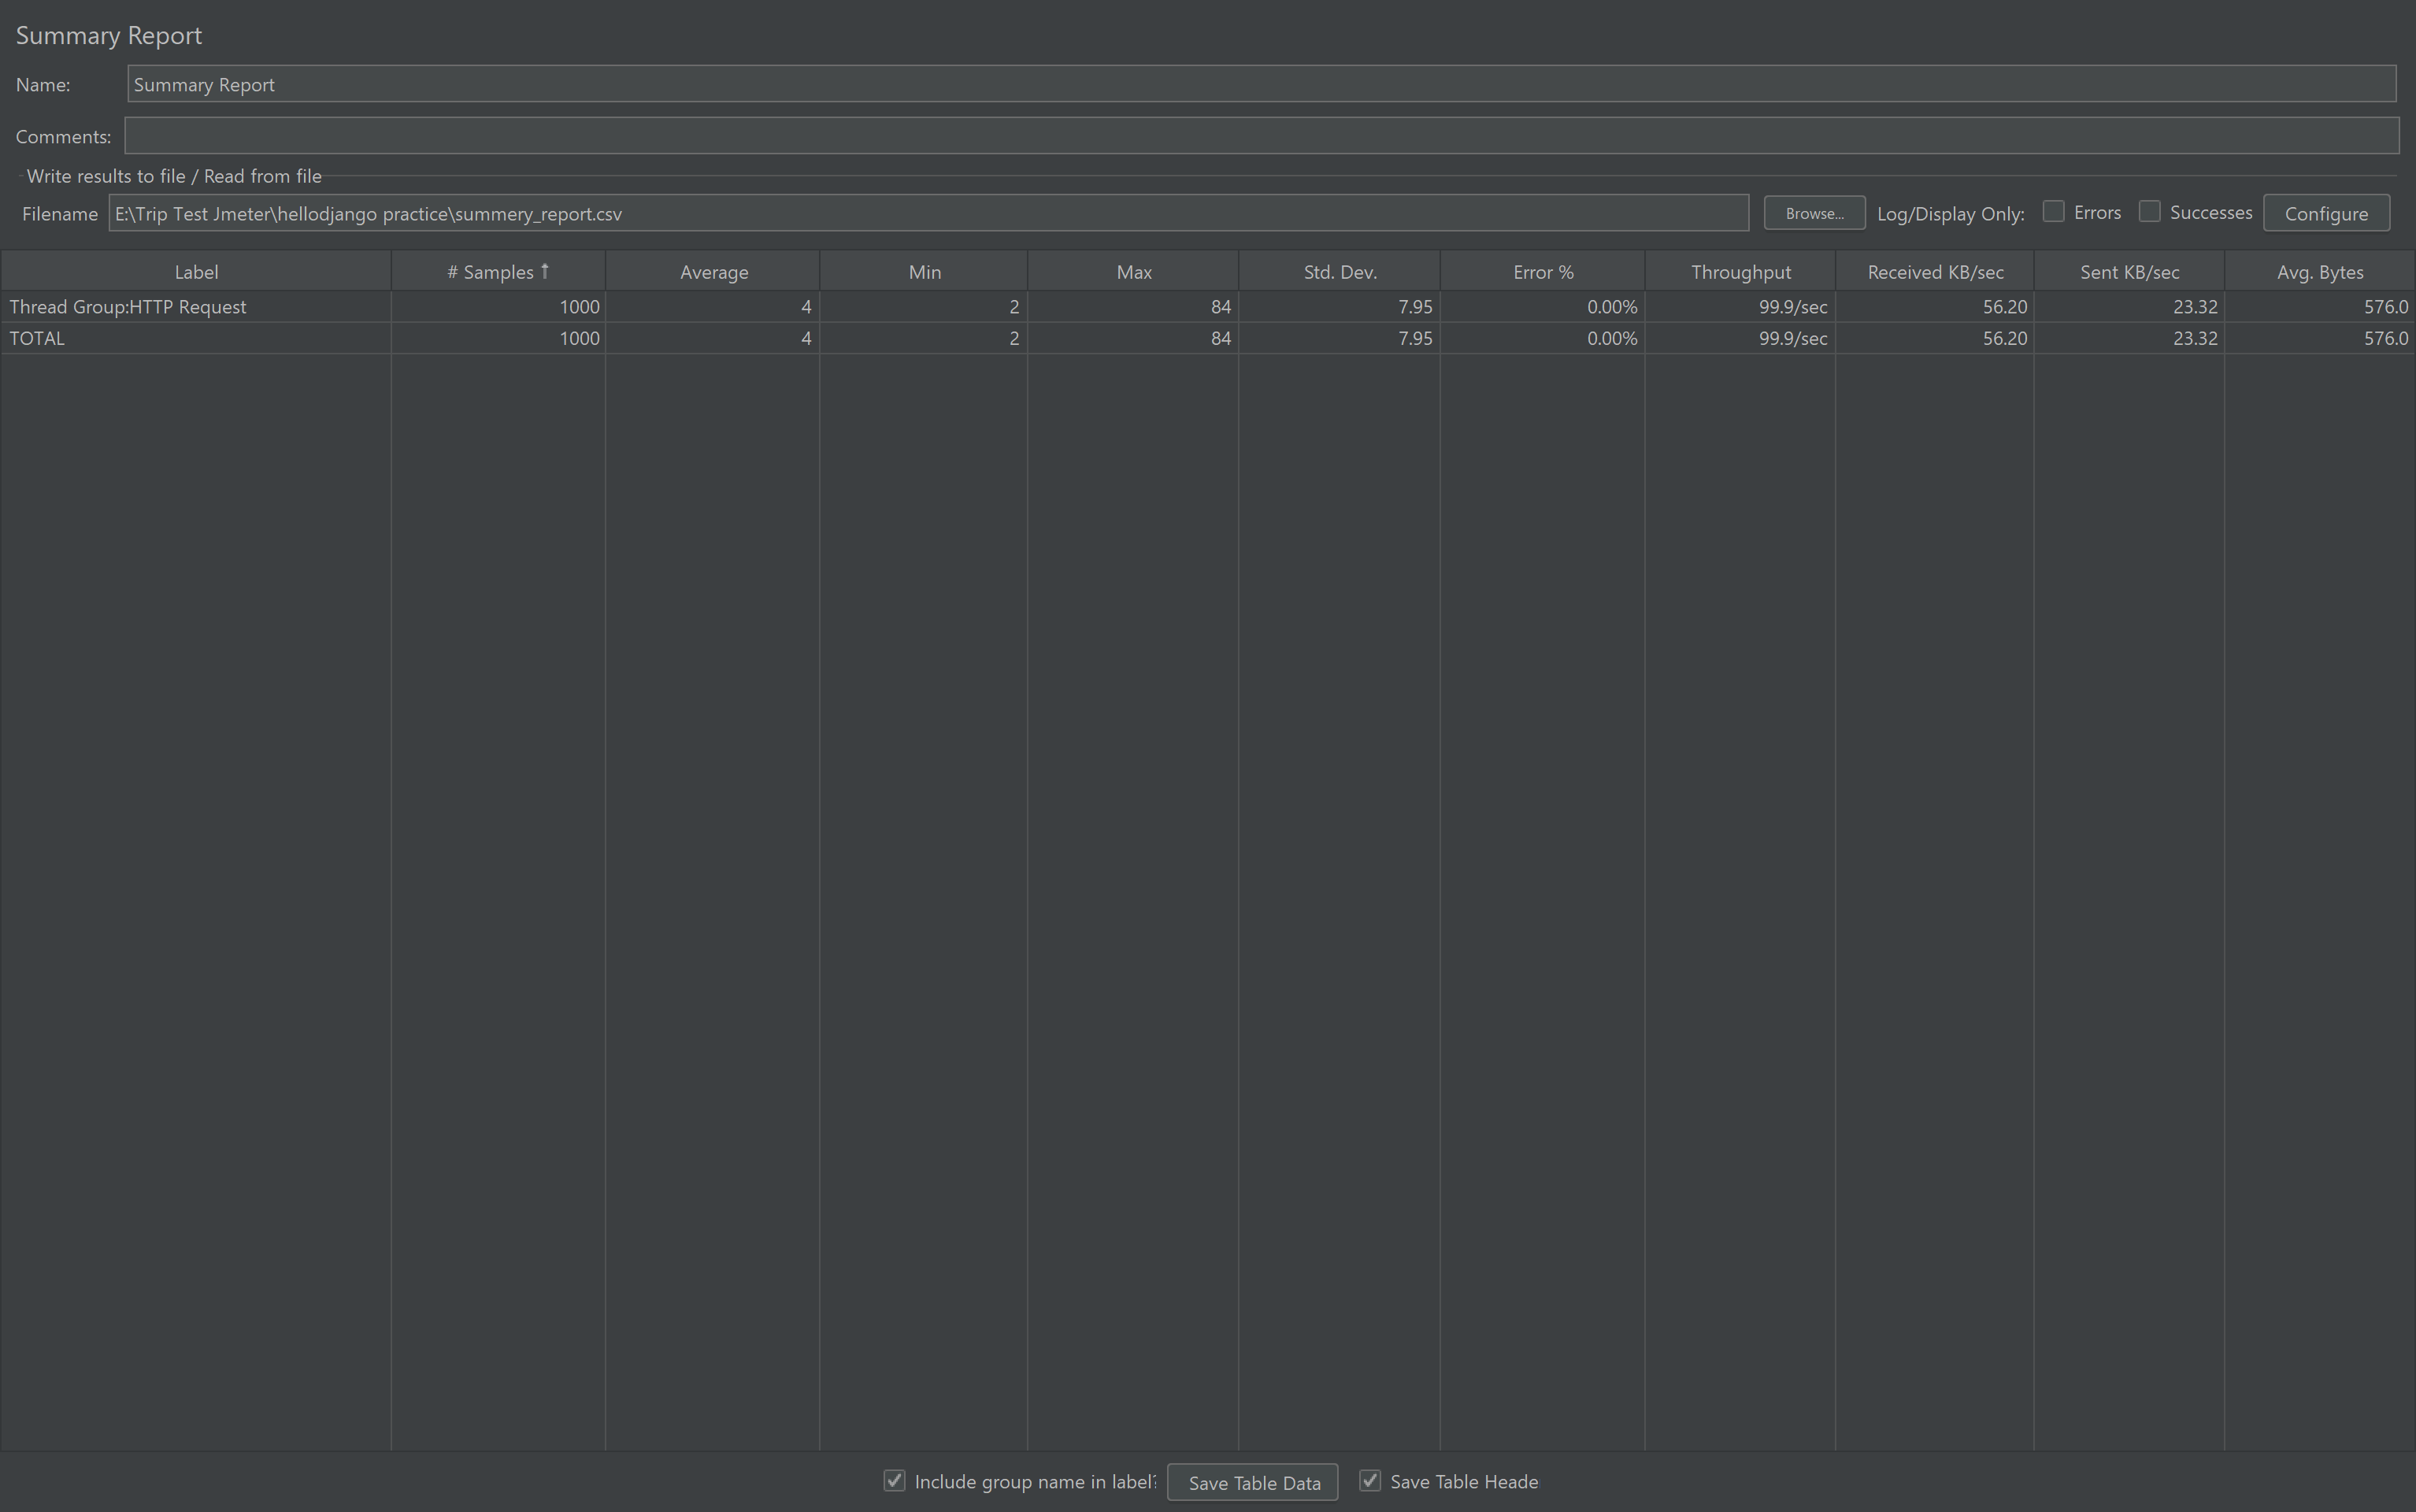 Summary Report
Name: Summary Report
Comments:
Write results to file / Read from file
Filename E:\Trip Test Jmeter\hellodjango practice\summery_report.csv Browse... Log/Display Only: Errors Successes Configure
Label # Samples Average Min Max Std. Dev. Error % Throughput Received KB/sec Sent KB/sec Avg. Bytes
Thread Group:HTTP Request 1000 4 2 84 7.95 0.00% 99.9/sec 56.20 23.32 576.0
TOTAL 1000 4 2 84 7.95 0.00% 99.9/sec 56.20 23.32 576.0
Include group name in label? Save Table Data Save Table Heade